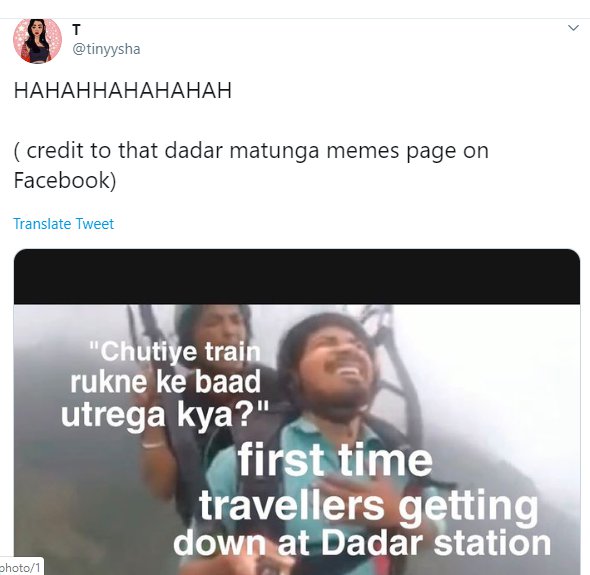 T
@tinyysha
HAHAHHAHAHAHAH
( credit to that dadar matunga memes page on
Facebook)
Translate Tweet
"Chutiye train
rukne ke baad
utrega kya?"
first time
travellers getting
down at Dadar station
photo/1